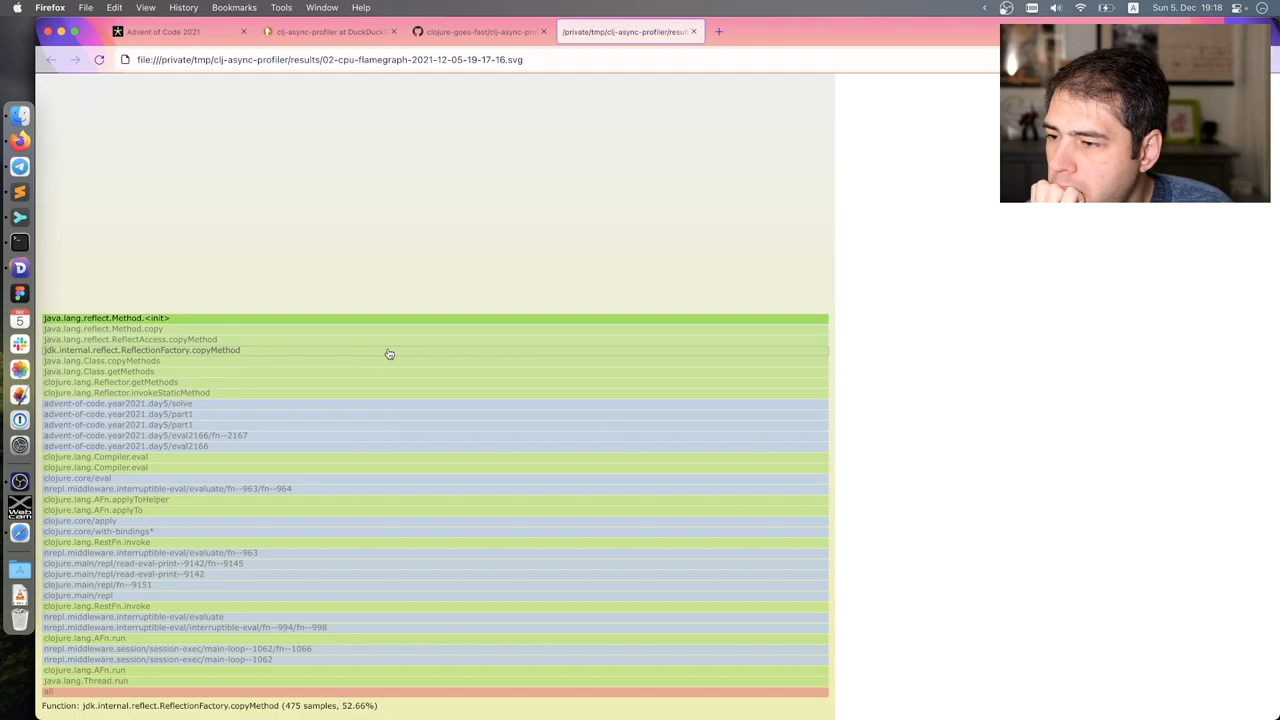 Firefox File Edit View History Bookmarks Tools Window Help
Sun, 5 Dec 19:18
Advent of Code 2021
clj-async-profiler at DuckDuckG
clojure-goes-fast/clj-async-prof
/private/tmp/clj-async-profiler/result
file:///private/tmp/clj-async-profiler/results/02-cpu-flamegraph-2021-12-05-19-17-16.svg
java.lang.reflect.Method.<init>
java.lang.reflect.Method.copy
java.lang.reflect.ReflectAccess.copyMethod
jdk.internal.reflect.ReflectionFactory.copyMethod
java.lang.Class.copyMethods
java.lang.Class.getMethods
clojure.lang.Reflector.getMethods
clojure.lang.Reflector.invokeStaticMethod
advent-of-code.year2021.day5/solve
advent-of-code.year2021.day5/part1
advent-of-code.year2021.day5/part1
advent-of-code.year2021.day5/eval2166/fn--2167
advent-of-code.year2021.day5/eval2166
clojure.lang.Compiler.eval
clojure.lang.Compiler.eval
clojure.core/eval
nrepl.middleware.interruptible-eval/evaluate/fn--963/fn--964
clojure.lang.AFn.applyToHelper
clojure.lang.AFn.applyTo
clojure.core/apply
clojure.core/with-bindings*
clojure.lang.RestFn.invoke
nrepl.middleware.interruptible-eval/evaluate/fn--963
clojure.main/repl/read-eval-print--9142/fn--9145
clojure.main/repl/read-eval-print--9142
clojure.main/repl/fn--9151
clojure.main/repl
clojure.lang.RestFn.invoke
nrepl.middleware.interruptible-eval/evaluate
nrepl.middleware.interruptible-eval/interruptible-eval/fn--994/fn--998
clojure.lang.AFn.run
nrepl.middleware.session/session-exec/main-loop--1062/fn--1066
nrepl.middleware.session/session-exec/main-loop--1062
clojure.lang.AFn.run
java.lang.Thread.run
all
Function: jdk.internal.reflect.ReflectionFactory.copyMethod (475 samples, 52.66%)
DEC
5
Web
cam